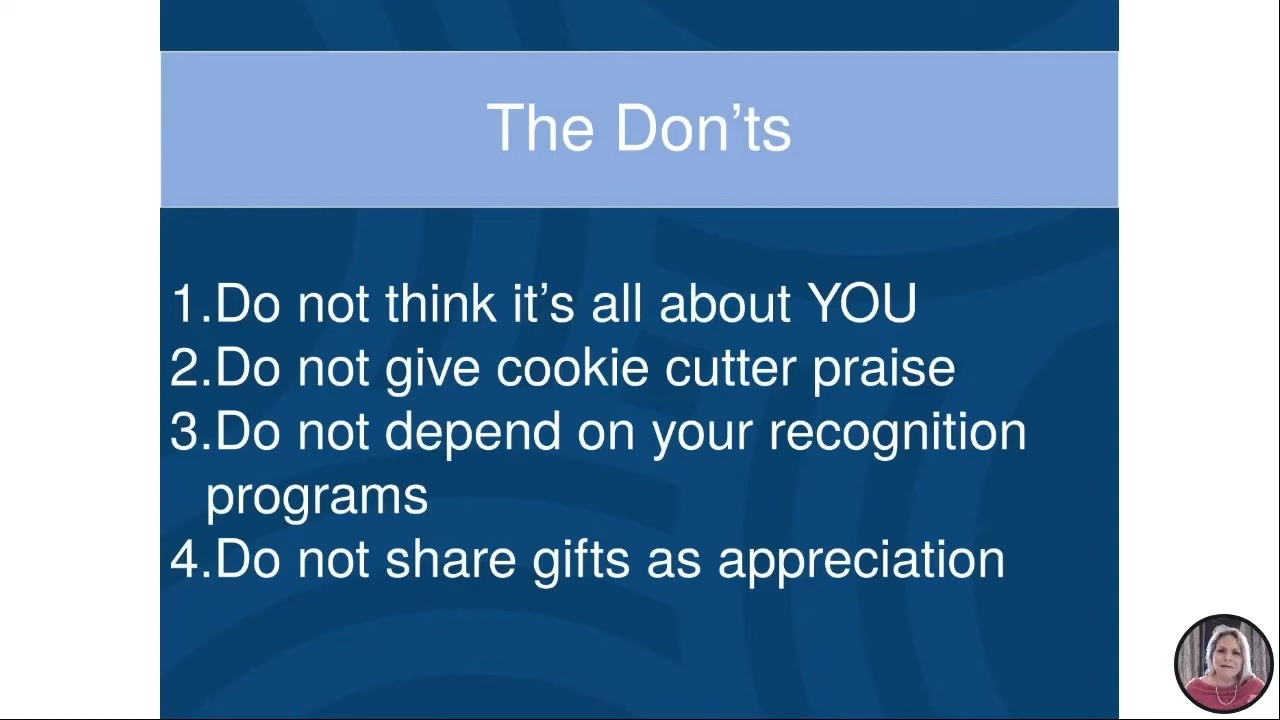 The Don’ts
1.Do not think it’s all about YOU
2.Do not give cookie cutter praise
3.Do not depend on your recognition
programs
4.Do not share gifts as appreciation